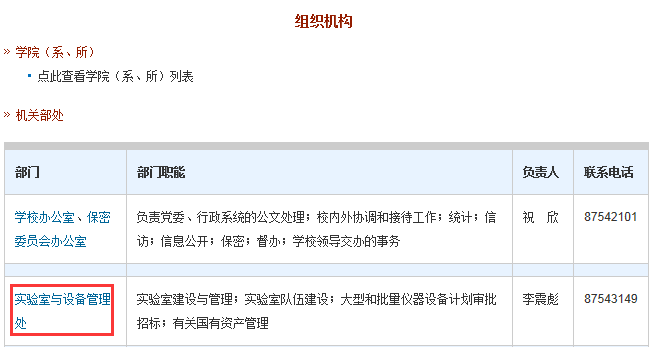 组织机构
» 学院（系、所）
• 点此查看学院（系、所）列表
» 机关部处
部门 部门职能 负责人 联系电话
学校办公室、保密 负责党委、行政系统的公文处理；校内外协调和接待工作；统计；信 祝 欣 87542101
委员会办公室 访；信息公开；保密；督办；学校领导交办的事务
实验室与设备管理 实验室建设与管理；实验室队伍建设；大型和批量仪器设备计划审批 李震彪 87543149
处 招标；有关国有资产管理